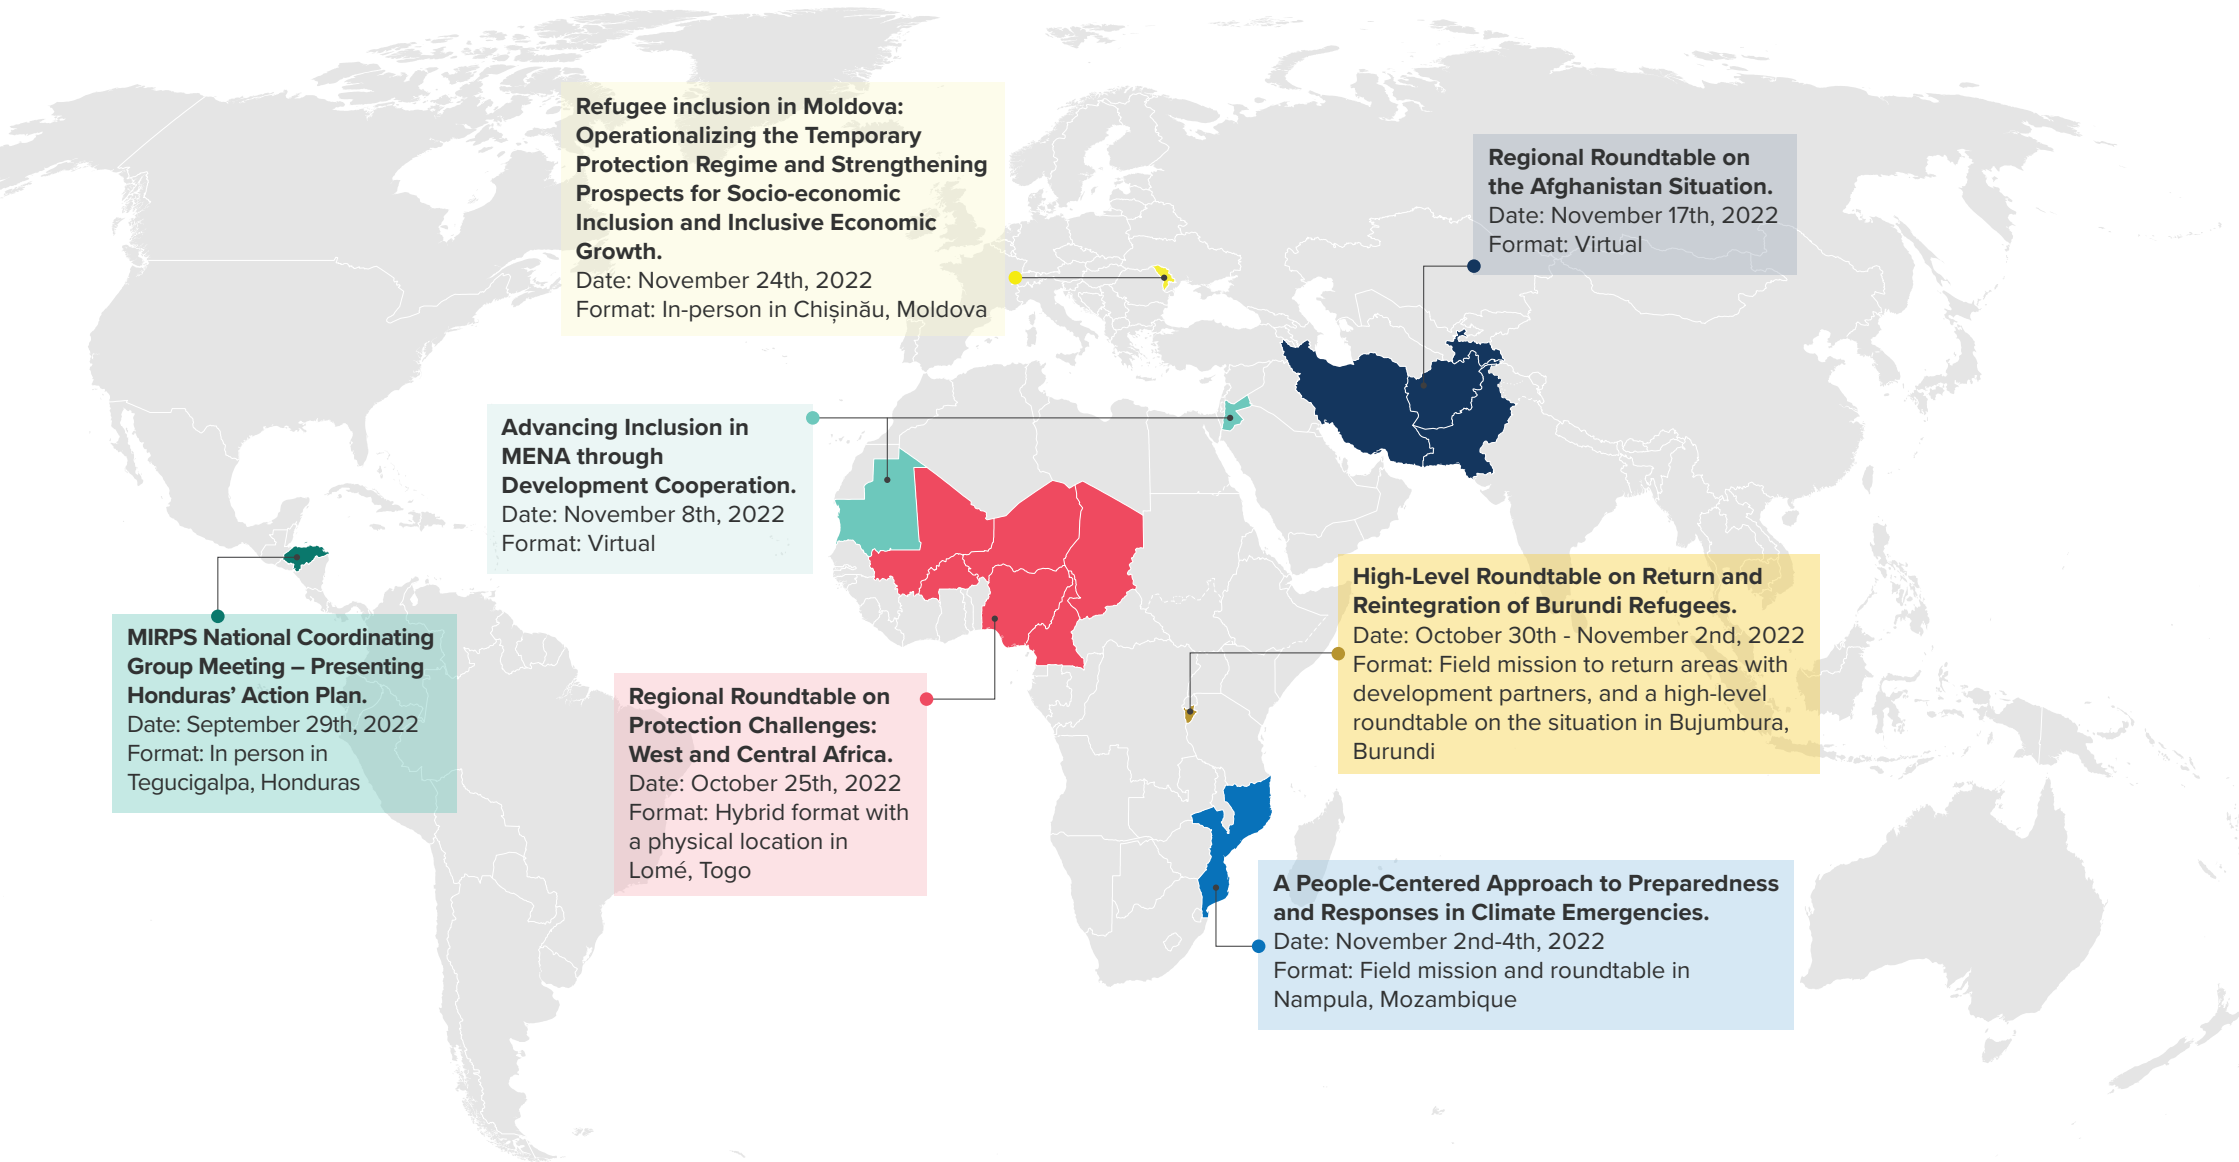 Refugee inclusion in Moldova:
Operationalizing the Temporary
Protection Regime and Strengthening
Prospects for Socio-economic
Inclusion and Inclusive Economic
Growth.
Date: November 24th, 2022
Format: In-person in Chișinău, Moldova
Regional Roundtable on
the Afghanistan Situation.
Date: November 17th, 2022
Format: Virtual
Advancing Inclusion in
MENA through
Development Cooperation.
Date: November 8th, 2022
Format: Virtual
MIRPS National Coordinating
Group Meeting – Presenting
Honduras’ Action Plan.
Date: September 29th, 2022
Format: In person in
Tegucigalpa, Honduras
Regional Roundtable on
Protection Challenges:
West and Central Africa.
Date: October 25th, 2022
Format: Hybrid format with
a physical location in
Lomé, Togo
High-Level Roundtable on Return and
Reintegration of Burundi Refugees.
Date: October 30th - November 2nd, 2022
Format: Field mission to return areas with
development partners, and a high-level
roundtable on the situation in Bujumbura,
Burundi
A People-Centered Approach to Preparedness
and Responses in Climate Emergencies.
Date: November 2nd-4th, 2022
Format: Field mission and roundtable in
Nampula, Mozambique